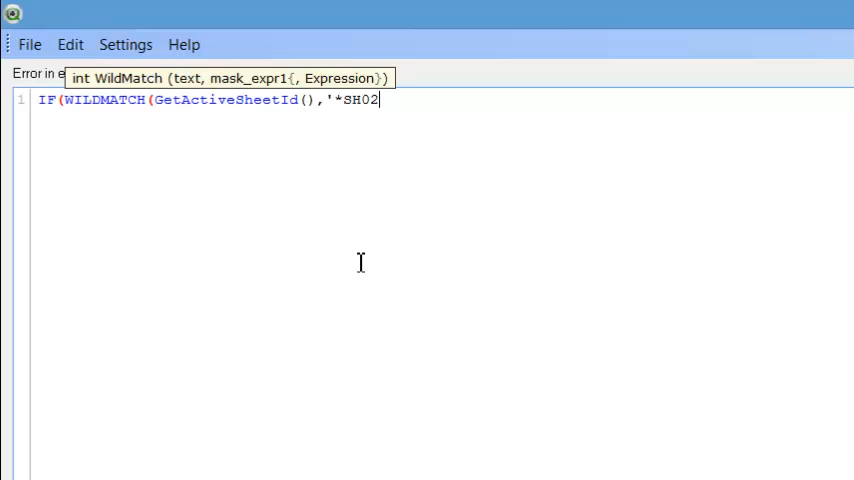 File Edit Settings Help
Error in e
int WildMatch (text, mask_expr1{, Expression})
1 IF(WILDMATCH(GetActiveSheetId(),'*SH02